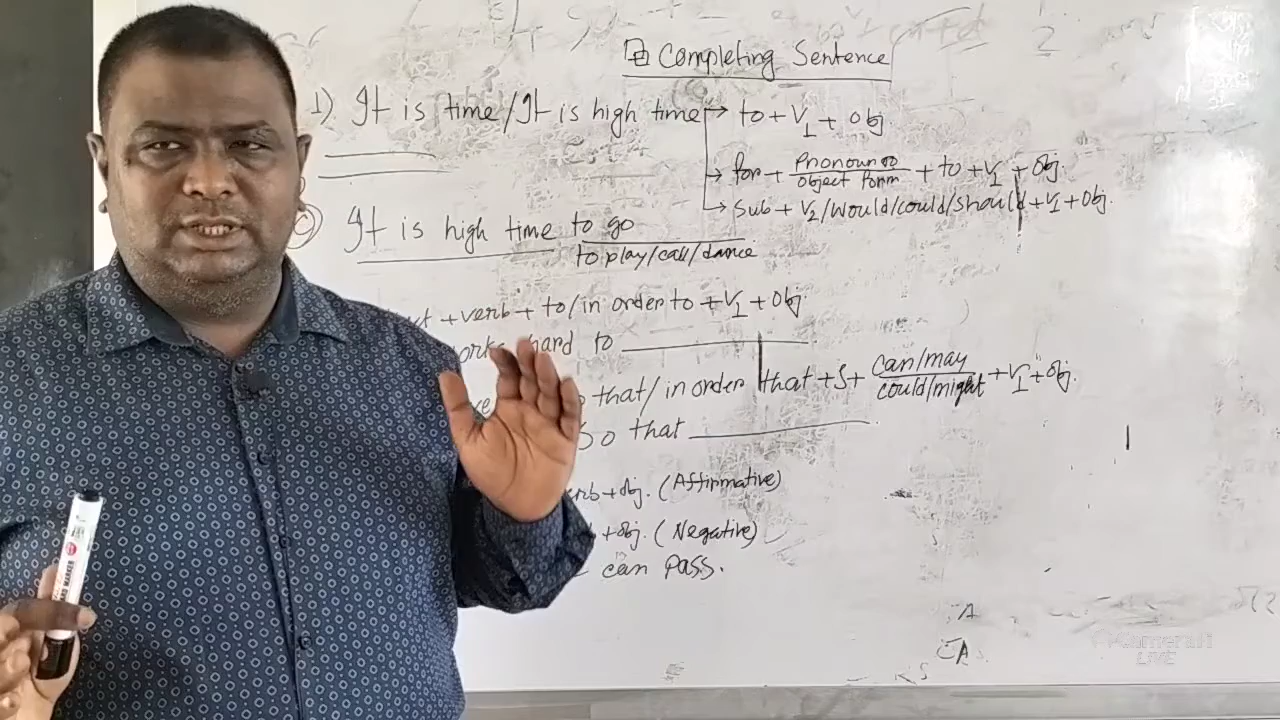 Completing Sentence
1) It is time/It is high time → to + V1 + Obj
→ for + Pronoun / Object form + to + V1 + Obj.
→ Sub + V2/would/could/should + V1 + Obj.
It is high time to go
to play/call/dance
+ verb + to/in order to + V1 + Obj
hard to
that/in order that + S + can/may / could/might + V1 + Obj.
So that
+ obj. (Affirmative)
+ obj. (Negative)
can pass.
A
A
MARKER
LIVE